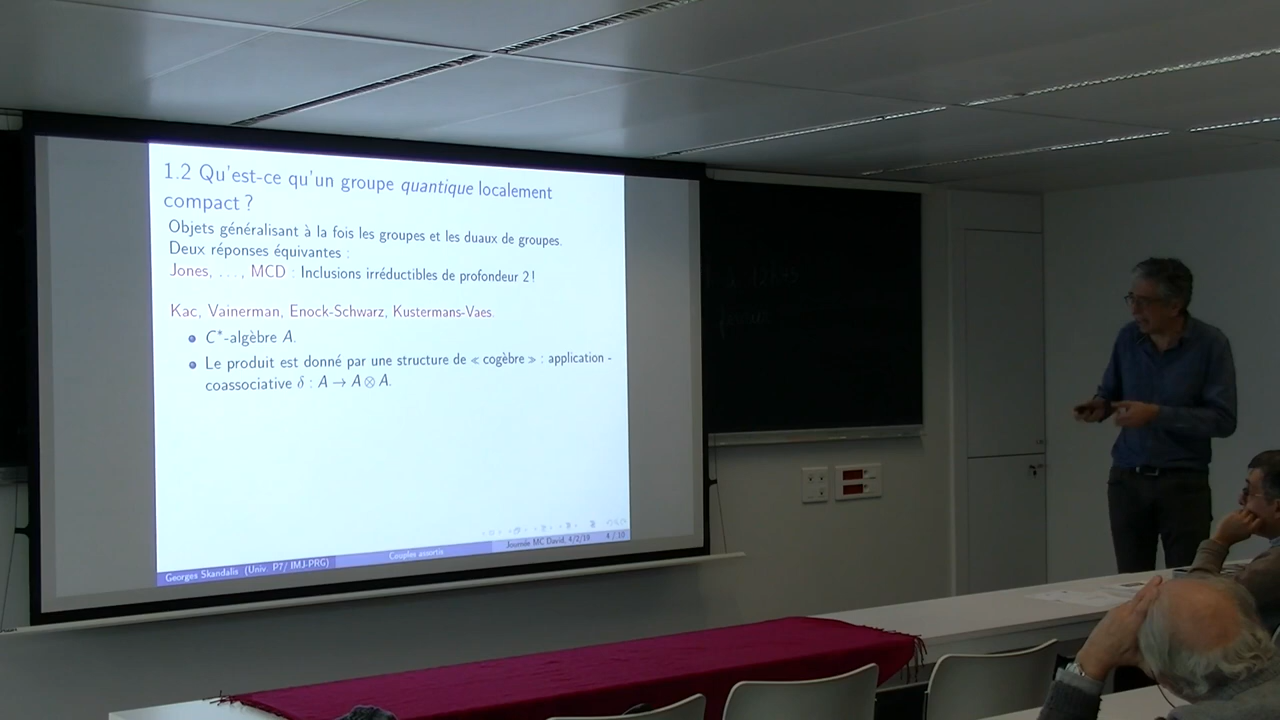 1.2 Qu'est-ce qu'un groupe quantique localement
compact ?
Objets généralisant à la fois les groupes et les duaux de groupes.
Deux réponses équivantes :
Jones, . . . , MCD : Inclusions irréductibles de profondeur 2 !
Kac, Vainerman, Enock-Schwarz, Kustermans-Vaes.
C*-algèbre A.
Le produit est donné par une structure de « cogèbre » : application -
coassociative δ : A → A ⊗ A.
Georges Skandalis (Univ. P7/ IMJ-PRG)
Couples assortis
Journée MC David, 4/2/19
4 / 10